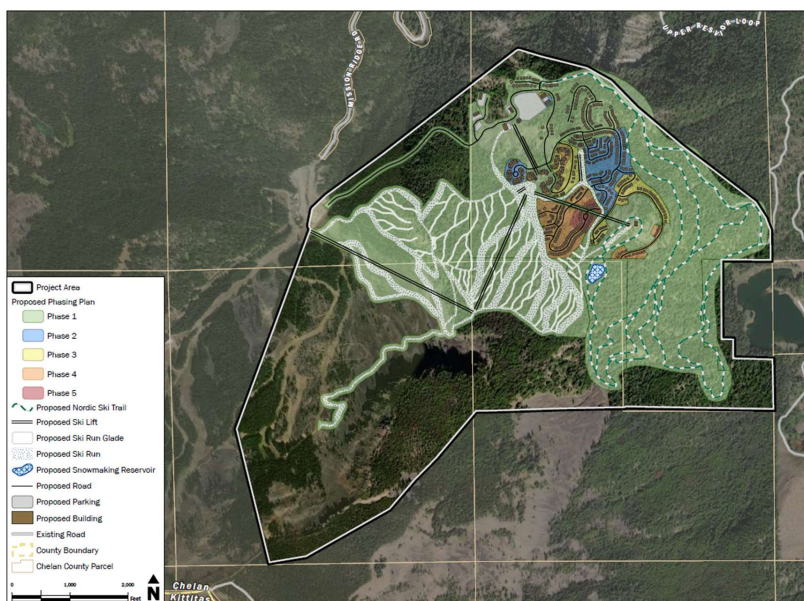 MISSION RIDGE RD
UPPER RESERVOIR LOOP
Project Area
Proposed Phasing Plan
Phase 1
Phase 2
Phase 3
Phase 4
Phase 5
Proposed Nordic Ski Trail
Proposed Ski Lift
Proposed Ski Run Glade
Proposed Ski Run
Proposed Snowmaking Reservoir
Proposed Road
Proposed Parking
Proposed Building
Existing Road
County Boundary
Chelan County Parcel
0 1,000 2,000
Feet
N
Chelan
Kittitas